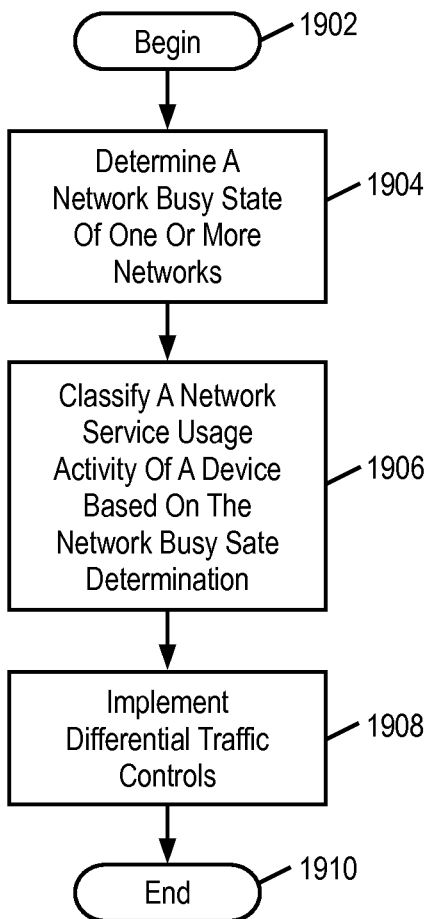 Begin
1902
Determine A
Network Busy State
Of One Or More
Networks
1904
Classify A Network
Service Usage
Activity Of A Device
Based On The
Network Busy Sate
Determination
1906
Implement
Differential Traffic
Controls
1908
End
1910